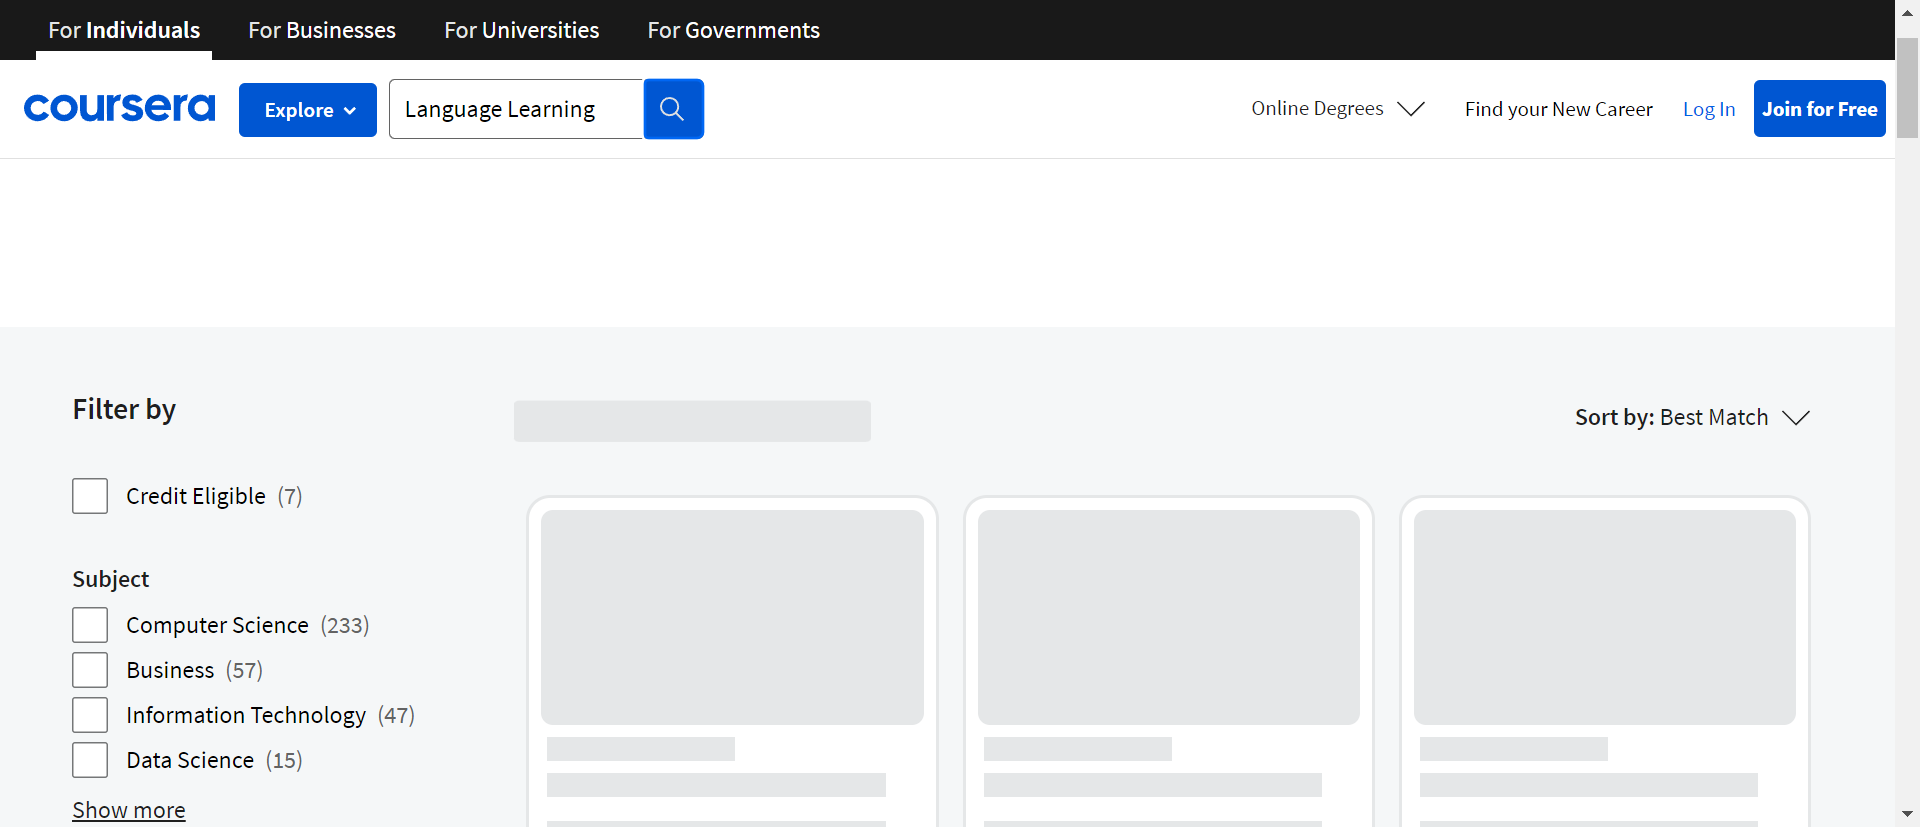 For Individuals For Businesses For Universities For Governments
coursera Explore Language Learning Online Degrees Find your New Career Log In Join for Free
Filter by
Sort by: Best Match
Credit Eligible (7)
Subject
Computer Science (233)
Business (57)
Information Technology (47)
Data Science (15)
Show more